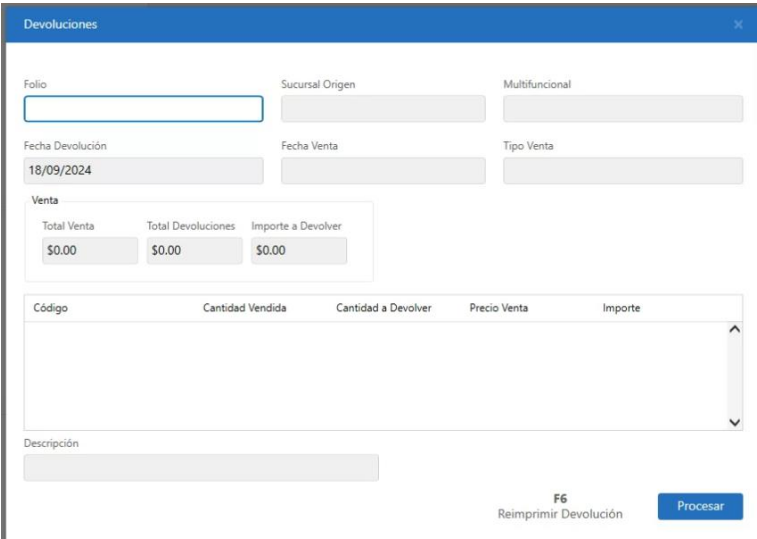 Devoluciones ×
Folio Sucursal Origen Multifuncional
Fecha Devolución Fecha Venta Tipo Venta
18/09/2024
Venta
Total Venta Total Devoluciones Importe a Devolver
$0.00 $0.00 $0.00
Código Cantidad Vendida Cantidad a Devolver Precio Venta Importe
Descripción
F6
Reimprimir Devolución Procesar